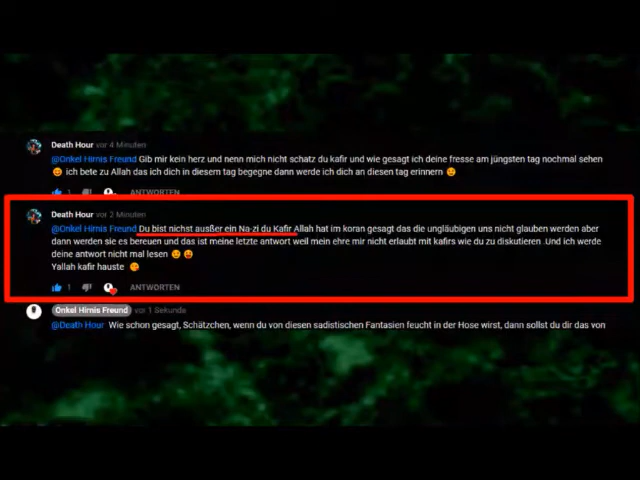 Death Hour vor 4 Minuten
@Onkel Hirnis Freund Gib mir kein herz und nenn mich nicht schatz du kafir und wie gesagt ich deine fresse am jüngsten tag nochmal sehen
ich bete zu Allah das ich dich in diesem tag begegne dann werde ich dich an diesen tag erinnern
1 ANTWORTEN
Death Hour vor 2 Minuten
@Onkel Hirnis Freund Du bist nichst außßer ein Na-zi du Kafir Allah hat im koran gesagt das die ungläubigen uns nicht glauben werden aber
dann werden sie es bereuen und das ist meine letzte antwort weil mein ehre mir nicht erlaubt mit kafirs wie du zu diskutieren .Und ich werde
deine antwort nicht mal lesen
Yallah kafir hauste
1 ANTWORTEN
Onkel Hirnis Freund vor 1 Sekunde
@Death Hour Wie schon gesagt, Schätzchen, wenn du von diesen sadistischen Fantasien feucht in der Hose wirst, dann sollst du dir das von